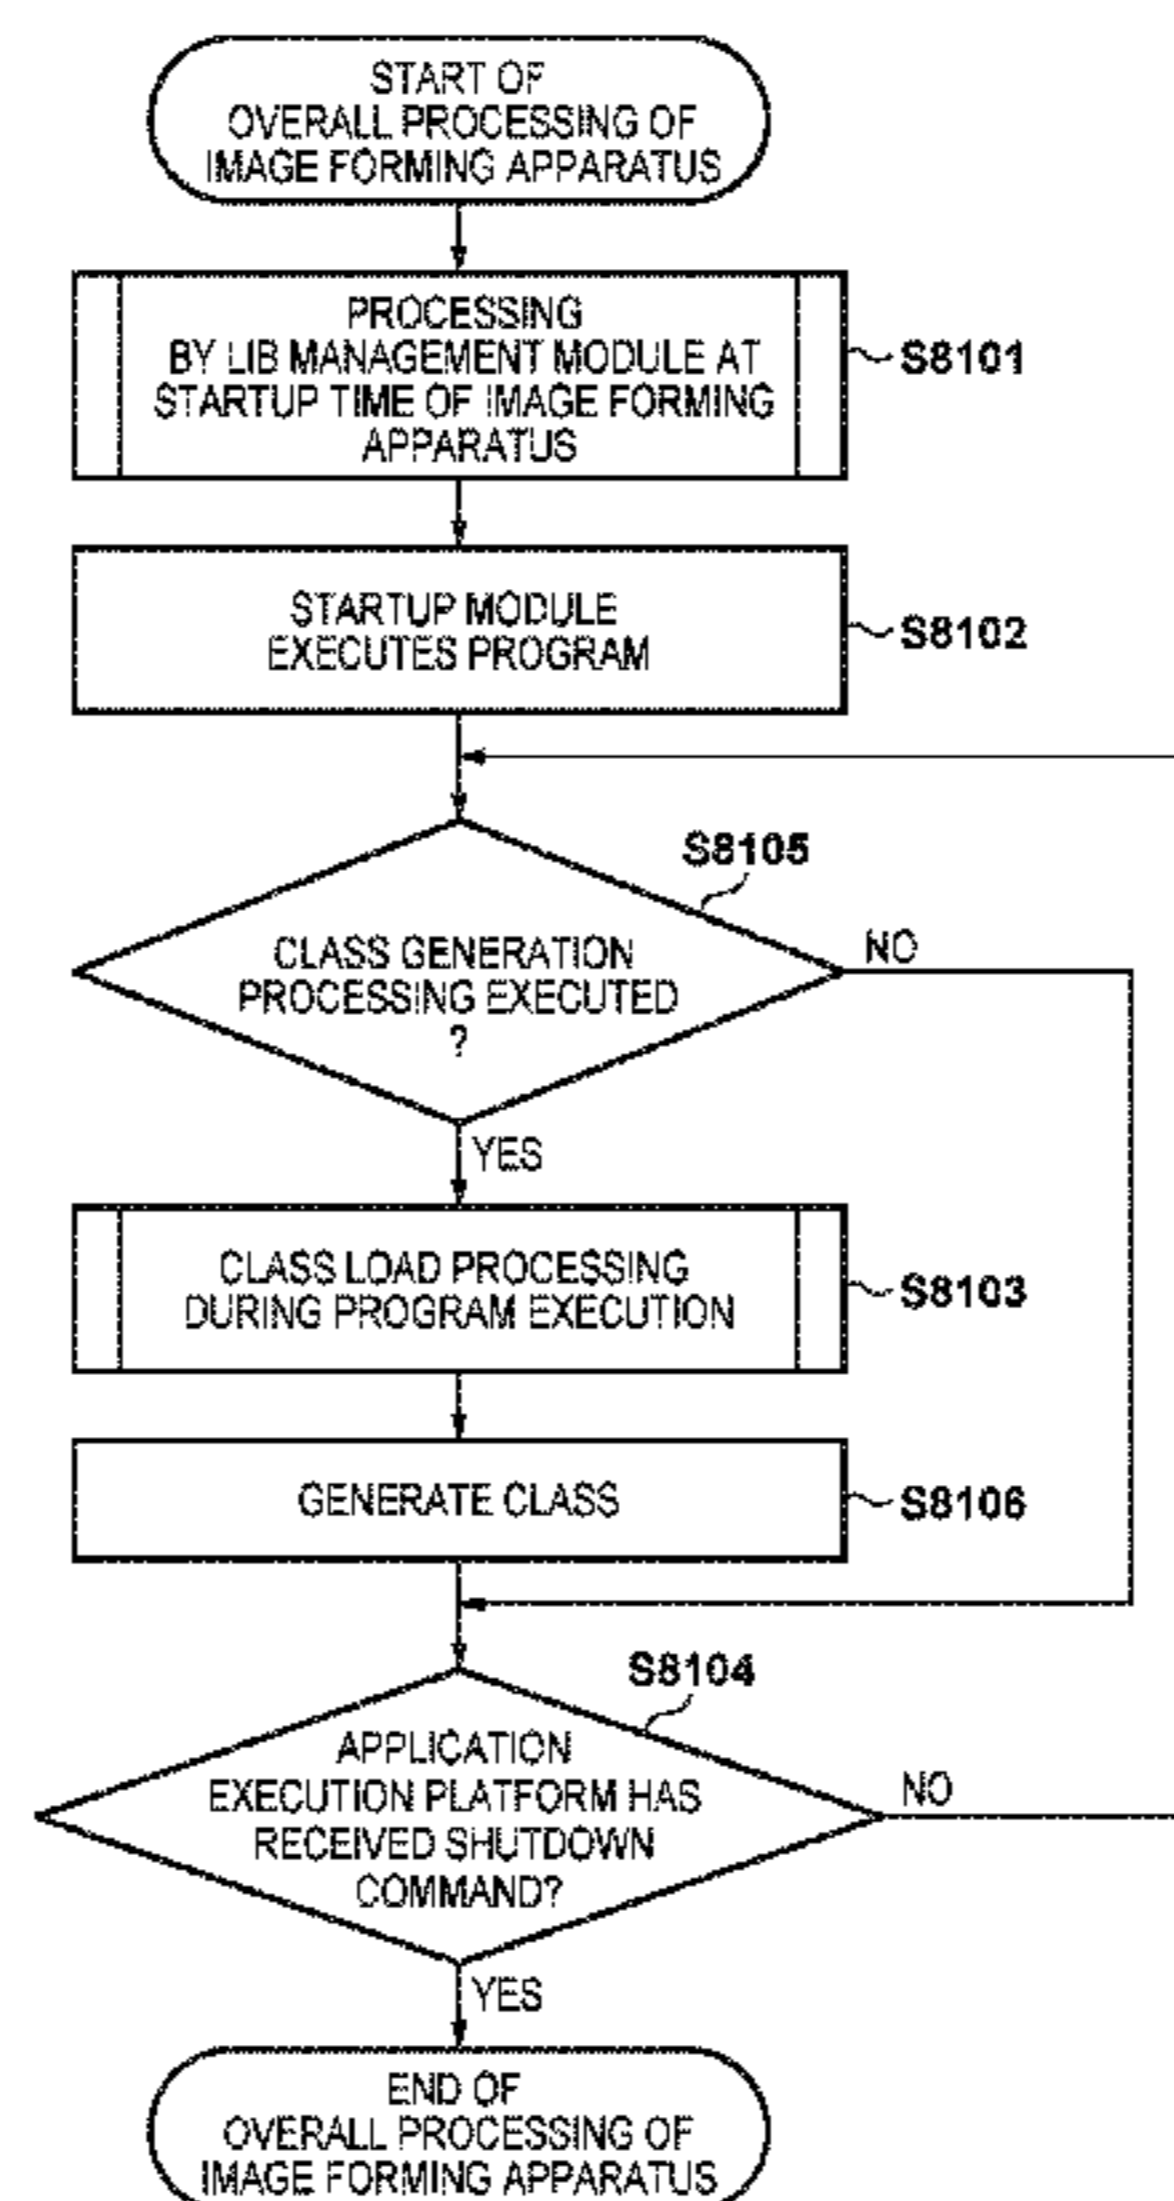 START OF
OVERALL PROCESSING OF
IMAGE FORMING APPARATUS
PROCESSING
BY LIB MANAGEMENT MODULE AT
STARTUP TIME OF IMAGE FORMING
APPARATUS
S8101
STARTUP MODULE
EXECUTES PROGRAM
S8102
S8105
CLASS GENERATION
PROCESSING EXECUTED
?
NO
YES
CLASS LOAD PROCESSING
DURING PROGRAM EXECUTION
S8103
GENERATE CLASS
S8106
S8104
APPLICATION
EXECUTION PLATFORM HAS
RECEIVED SHUTDOWN
COMMAND?
NO
YES
END OF
OVERALL PROCESSING OF
IMAGE FORMING APPARATUS